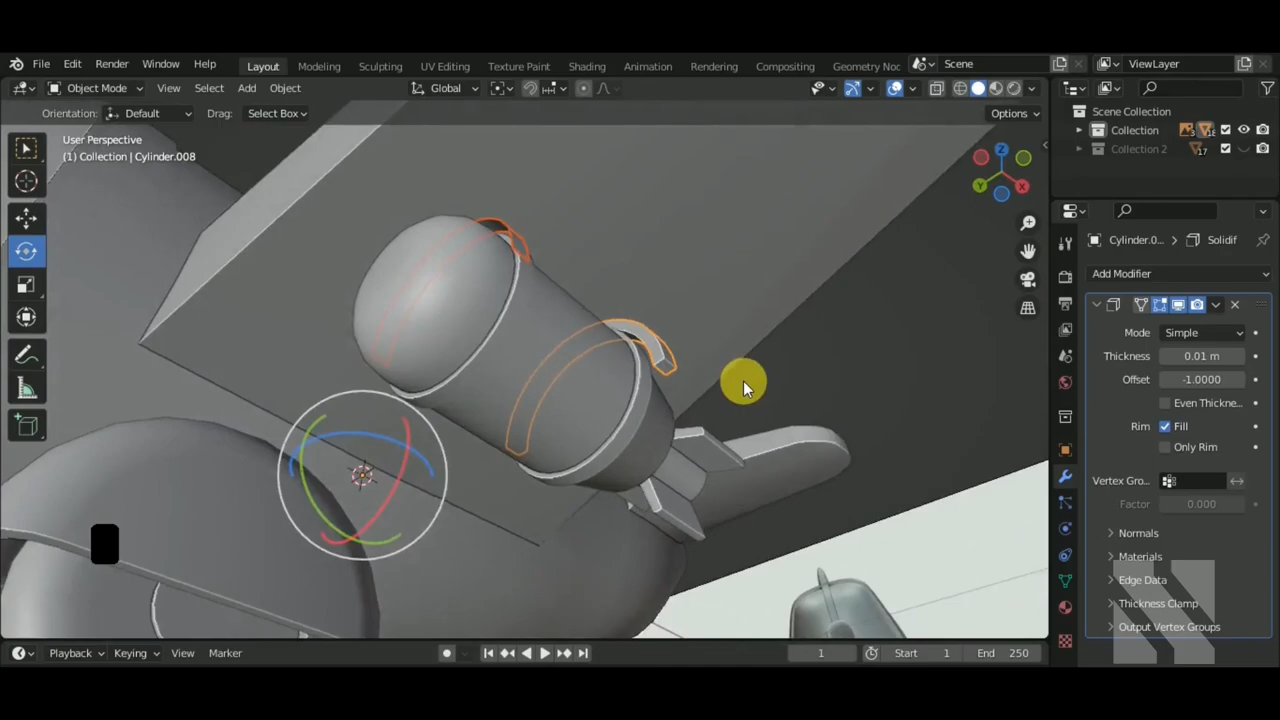 File Edit Render Window Help Layout Modeling Sculpting UV Editing Texture Paint Shading Animation Rendering Compositing Geometry Noc Scene ViewLayer
Object Mode View Select Add Object Global
Orientation: Default Drag: Select Box Options
User Perspective
(1) Collection | Cylinder.008
Z
Y
X
Scene Collection
Collection
Collection 2 17
Cylinder.0... Solidif
Add Modifier
Mode Simple
Thickness 0.01 m
Offset -1.0000
Even Thickne...
Rim Fill
Only Rim
Vertex Gro...
Factor 0.000
Normals
Materials
Edge Data
Thickness Clamp
Output Vertex Groups
Playback Keying View Marker 1 Start 1 End 250